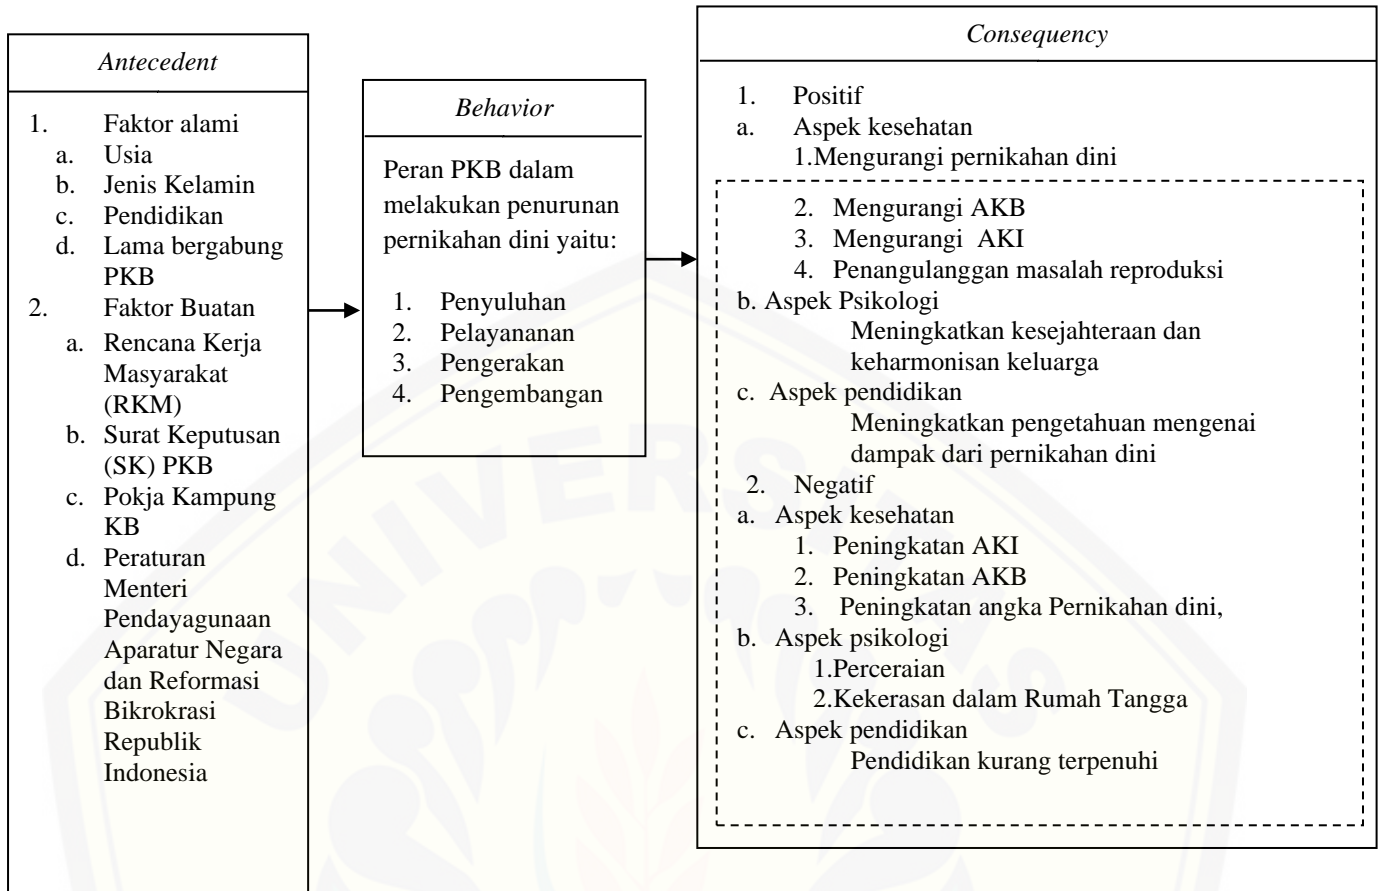 Antecedent
1. Faktor alami
a. Usia
b. Jenis Kelamin
c. Pendidikan
d. Lama bergabung
PKB
2. Faktor Buatan
a. Rencana Kerja
Masyarakat
(RKM)
b. Surat Keputusan
(SK) PKB
c. Pokja Kampung
KB
d. Peraturan
Menteri
Pendayagunaan
Aparatur Negara
dan Reformasi
Bikrokrasi
Republik
Indonesia
Behavior
Peran PKB dalam
melakukan penurunan
pernikahan dini yaitu:
1. Penyuluhan
2. Pelayananan
3. Pengerakan
4. Pengembangan
Consequency
1. Positif
a. Aspek kesehatan
1.Mengurangi pernikahan dini
2. Mengurangi AKB
3. Mengurangi AKI
4. Penangulanggan masalah reproduksi
b. Aspek Psikologi
Meningkatkan kesejahteraan dan
keharmonisan keluarga
c. Aspek pendidikan
Meningkatkan pengetahuan mengenai
dampak dari pernikahan dini
2. Negatif
a. Aspek kesehatan
1. Peningkatan AKI
2. Peningkatan AKB
3. Peningkatan angka Pernikahan dini,
b. Aspek psikologi
1.Perceraian
2.Kekerasan dalam Rumah Tangga
c. Aspek pendidikan
Pendidikan kurang terpenuhi
UNIVERSITAS